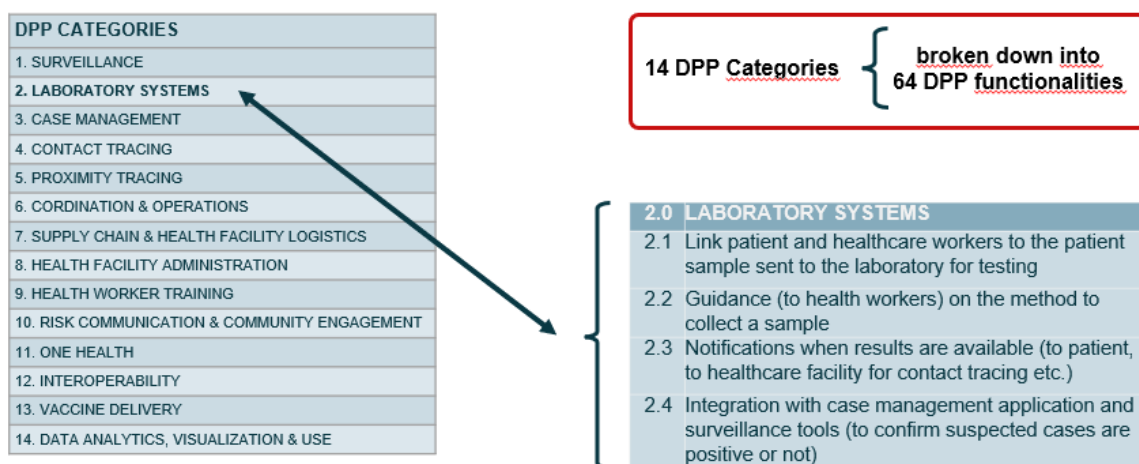 DPP CATEGORIES
1. SURVEILLANCE
2. LABORATORY SYSTEMS
3. CASE MANAGEMENT
4. CONTACT TRACING
5. PROXIMITY TRACING
6. CORDINATION & OPERATIONS
7. SUPPLY CHAIN & HEALTH FACILITY LOGISTICS
8. HEALTH FACILITY ADMINISTRATION
9. HEALTH WORKER TRAINING
10. RISK COMMUNICATION & COMMUNITY ENGAGEMENT
11. ONE HEALTH
12. INTEROPERABILITY
13. VACCINE DELIVERY
14. DATA ANALYTICS, VISUALIZATION & USE
14 DPP Categories
broken down into
64 DPP functionalities
2.0 LABORATORY SYSTEMS
2.1 Link patient and healthcare workers to the patient
sample sent to the laboratory for testing
2.2 Guidance (to health workers) on the method to
collect a sample
2.3 Notifications when results are available (to patient,
to healthcare facility for contact tracing etc.)
2.4 Integration with case management application and
surveillance tools (to confirm suspected cases are
positive or not)